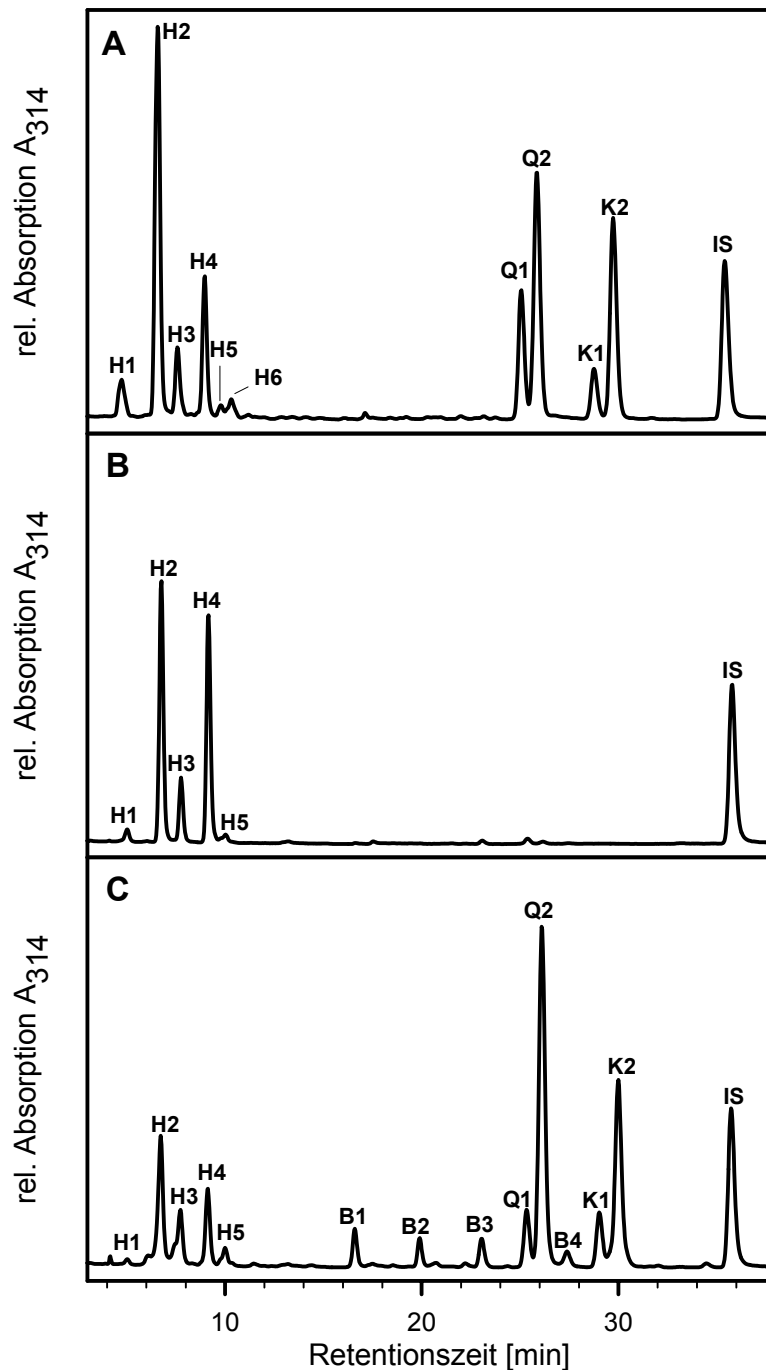 A
H2
Q2
K2
H4
Q1
IS
H3
H5
K1
H6
H1
rel. Absorption A314
B
H2
H4
IS
H3
H1
H5
rel. Absorption A314
C
Q2
K2
IS
H2
H4
H3
Q1
K1
B1
B2
B3
H5
H1
B4
rel. Absorption A314
10 20 30
Retentionszeit [min]